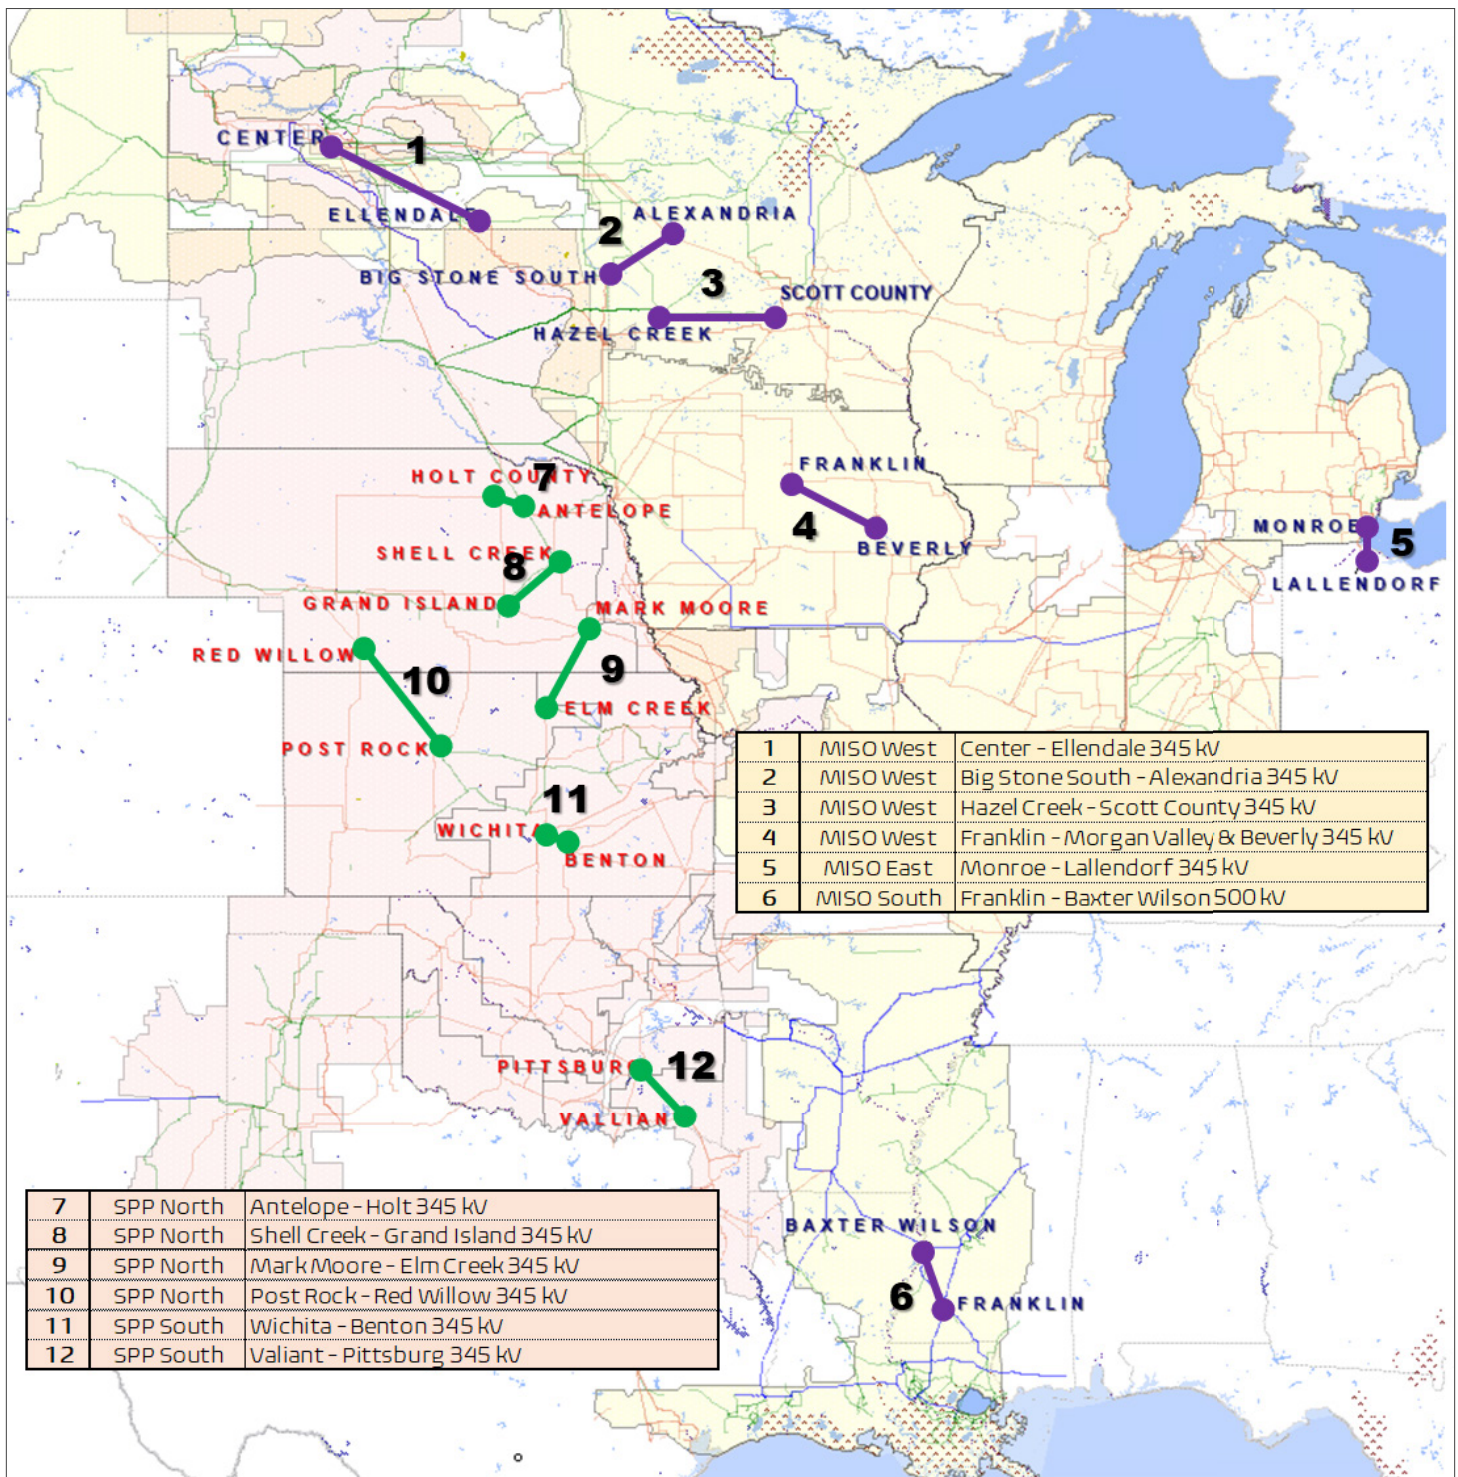 CENTER
1
ELLENDALE
2
ALEXANDRIA
BIG STONE SOUTH
3
SCOTT COUNTY
HAZEL CREEK
FRANKLIN
HOLT COUNTY
7
ANTELOPE
4
BEVERLY
MONROE
5
LALLENDORF
SHELL CREEK
8
GRAND ISLAND
MARK MOORE
RED WILLOW
10
9
ELM CREEK
POST ROCK
11
WICHITA
BENTON
1 MISO West Center - Ellendale 345 kV
2 MISO West Big Stone South - Alexandria 345 kV
3 MISO West Hazel Creek - Scott County 345 kV
4 MISO West Franklin - Morgan Valley & Beverly 345 kV
5 MISO East Monroe - Lallendorf 345 kV
6 MISO South Franklin - Baxter Wilson 500 kV
PITTSBURG
12
VALLIAN
7 SPP North Antelope - Holt 345 kV
8 SPP North Shell Creek - Grand Island 345 kV
9 SPP North Mark Moore - Elm Creek 345 kV
10 SPP North Post Rock - Red Willow 345 kV
11 SPP South Wichita - Benton 345 kV
12 SPP South Valiant - Pittsburg 345 kV
BAXTER WILSON
6
FRANKLIN